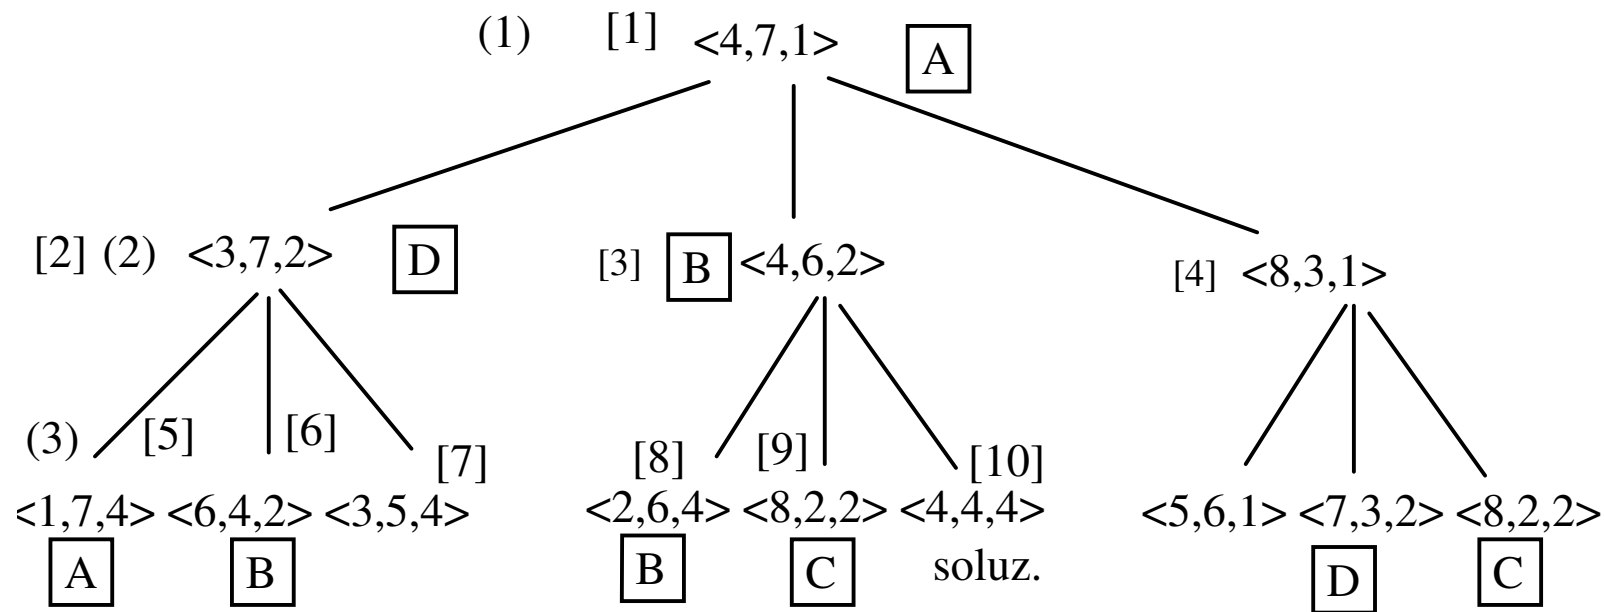 (1) [1] <4,7,1> A
[2] (2) <3,7,2> D [3] B <4,6,2> [4] <8,3,1>
(3) [5] [6] [7] [8] [9] [10]
<1,7,4> <6,4,2> <3,5,4> <2,6,4> <8,2,2> <4,4,4> <5,6,1> <7,3,2> <8,2,2>
A B B C soluz. D C